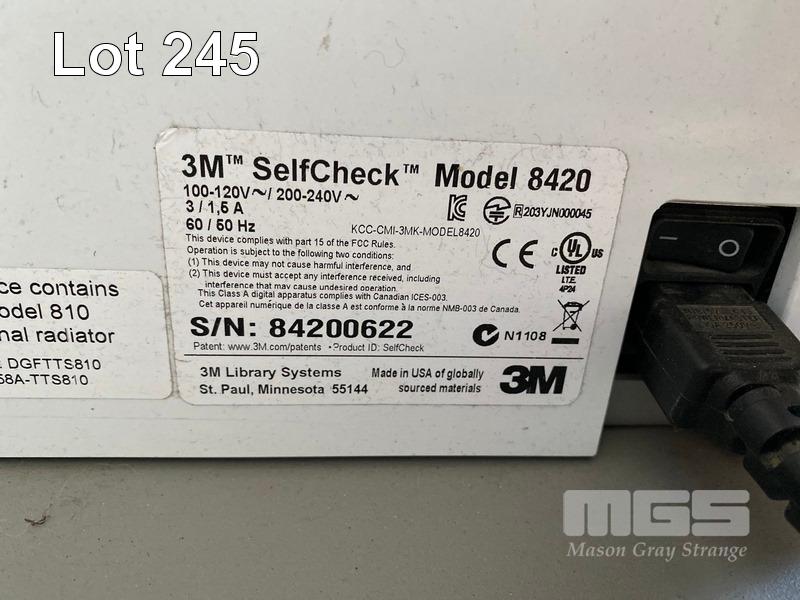 Lot 245
3M™ SelfCheck™ Model 8420
100-120V~/ 200-240V~
3 / 1,5 A
60 / 50 Hz
KCC-CMI-3MK-MODEL8420
R 203YJN000045
This device complies with part 15 of the FCC Rules.
Operation is subject to the following two conditions:
(1) This device may not cause harmful interference, and
(2) This device must accept any interference received, including
interference that may cause undesired operation.
This Class A digital apparatus complies with Canadian ICES-003.
Cet appareil numérique de la classe A est conforme à la norme NMB-003 de Canada.
CE
C UL US
LISTED
I.T.E.
4P24
S/N: 84200622
N1108
Patent: www.3M.com/patents •Product ID: SelfCheck
3M Library Systems
St. Paul, Minnesota 55144
Made in USA of globally
sourced materials
3M
ce contains
odel 810
nal radiator
DGFTTS810
58A-TTS810
MGS
Mason Gray Strange